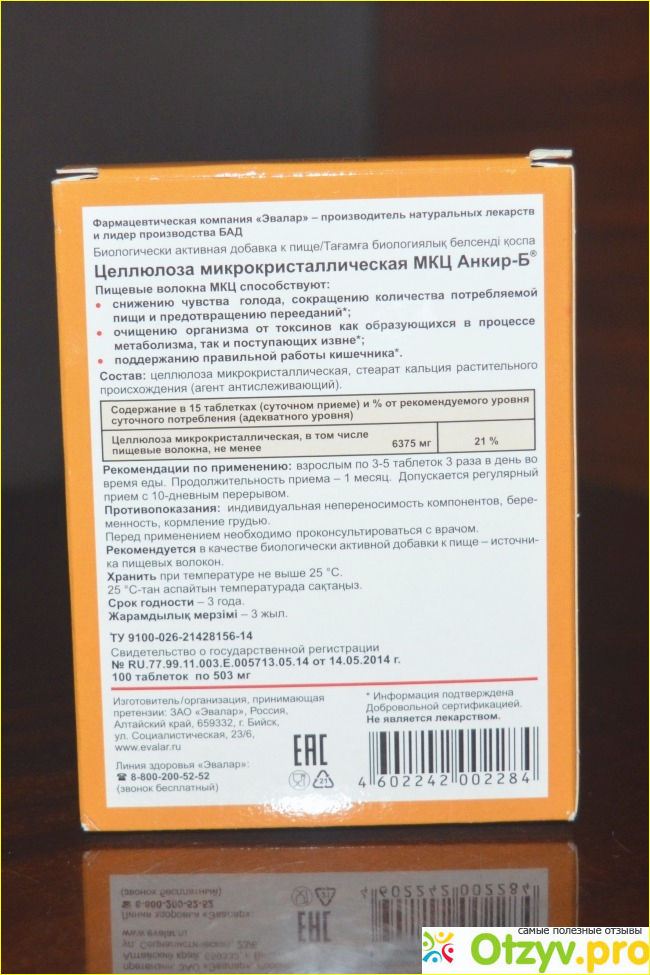 Фармацевтическая компания «Эвалар» – производитель натуральных лекарств
и лидер производства БАД
Биологически активная добавка к пище/Тағамға биологиялық белсенді қоспа
Целлюлоза микрокристаллическая МКЦ Анкир-Б®
Пищевые волокна МКЦ способствуют:
• снижению чувства голода, сокращению количества потребляемой
пищи и предотвращению перееданий*;
• очищению организма от токсинов как образующихся в процессе
метаболизма, так и поступающих извне*;
• поддержанию правильной работы кишечника*.
Состав: целлюлоза микрокристаллическая, стеарат кальция растительного
происхождения (агент антислеживающий).
Содержание в 15 таблетках (суточном приеме) и % от рекомендуемого уровня
суточного потребления (адекватного уровня)
Целлюлоза микрокристаллическая, в том числе
пищевые волокна, не менее 6375 мг 21 %
Рекомендации по применению: взрослым по 3-5 таблеток 3 раза в день во
время еды. Продолжительность приема – 1 месяц. Допускается регулярный
прием с 10-дневным перерывом.
Противопоказания: индивидуальная непереносимость компонентов, бере-
менность, кормление грудью.
Перед применением необходимо проконсультироваться с врачом.
Рекомендуется в качестве биологически активной добавки к пище – источни-
ка пищевых волокон.
Хранить при температуре не выше 25 °С.
25 °С-тан аспайтын температурада сақтаңыз.
Срок годности – 3 года.
Жарамдылық мерзімі – 3 жыл.
ТУ 9100-026-21428156-14
Свидетельство о государственной регистрации
№ RU.77.99.11.003.E.005713.05.14 от 14.05.2014 г.
100 таблеток по 503 мг
Изготовитель/организация, принимающая
претензии: ЗАО «Эвалар», Россия,
Алтайский край, 659332, г. Бийск,
ул. Социалистическая, 23/6,
www.evalar.ru
Линия здоровья «Эвалар»:
☎ 8-800-200-52-52
(звонок бесплатный)
* Информация подтверждена
Добровольной сертификацией.
Не является лекарством.
EAC
21
4 602242 002284
самые полезные отзывы
Otzyv.pro